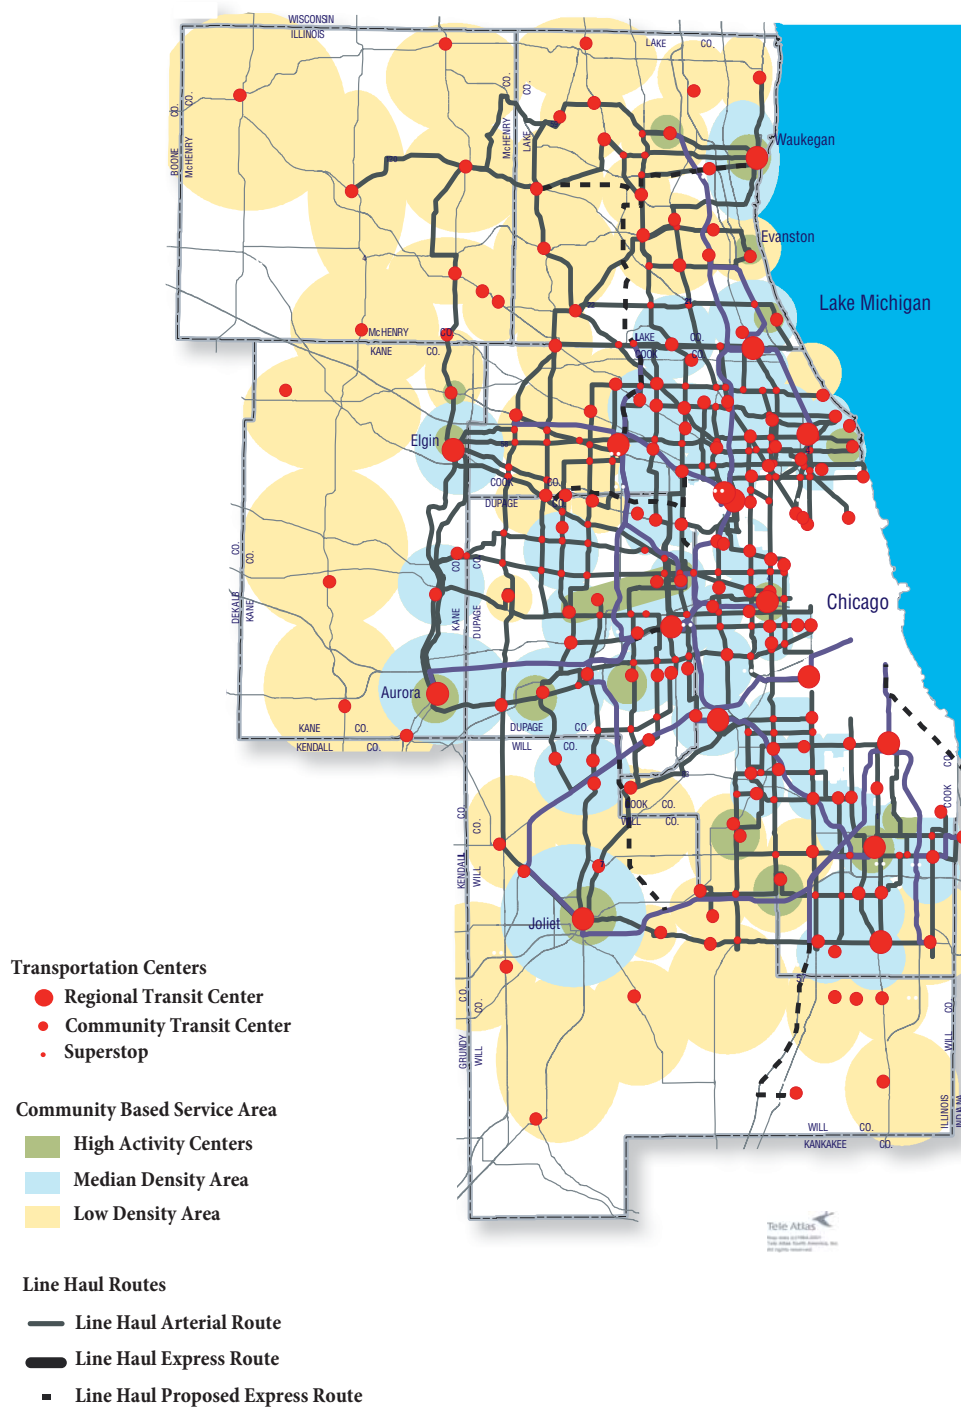 WISCONSIN
ILLINOIS
LAKE CO.
BOONE CO.
McHENRY CO.
McHENRY CO.
LAKE CO.
Waukegan
Evanston
Lake Michigan
McHENRY CO.
KANE CO.
LAKE CO.
COOK CO.
Elgin
COOK CO.
DUPAGE CO.
DEKALB CO.
KANE CO.
KANE CO.
DUPAGE CO.
Chicago
Aurora
KANE CO.
KENDALL CO.
DUPAGE CO.
WILL CO.
COOK CO.
COOK CO.
WILL CO.
KENDALL CO.
WILL CO.
Joliet
GRUNDY CO.
WILL CO.
WILL CO.
ILLINOIS
INDIANA
WILL CO.
KANKAKEE CO.
Tele Atlas
Transportation Centers
Regional Transit Center
Community Transit Center
Superstop
Community Based Service Area
High Activity Centers
Median Density Area
Low Density Area
Line Haul Routes
Line Haul Arterial Route
Line Haul Express Route
Line Haul Proposed Express Route